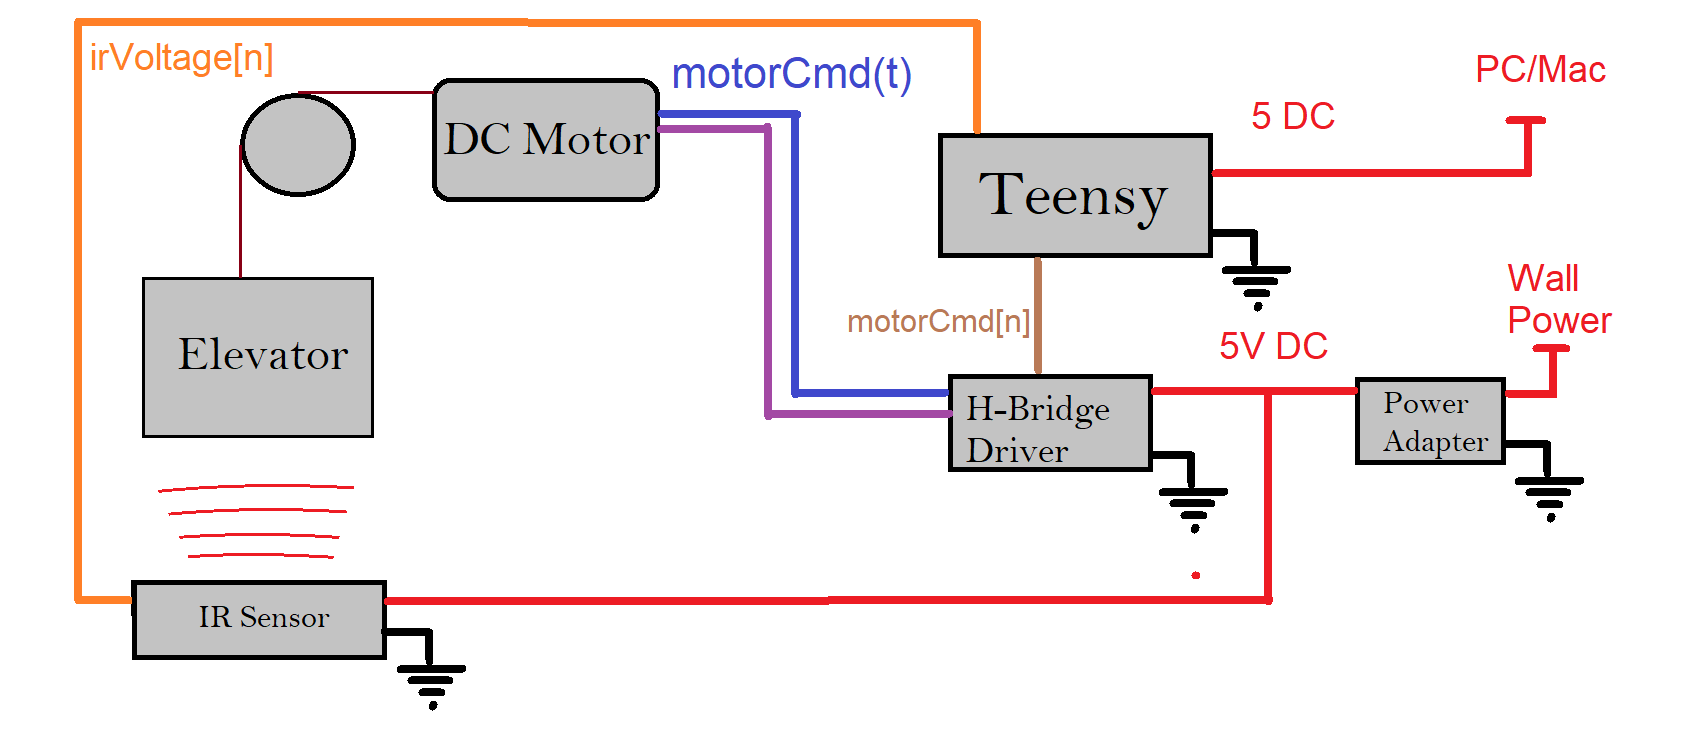 irVoltage[n]
motorCmd(t)
PC/Mac
5 DC
DC Motor
Teensy
Wall
Power
motorCmd[n]
5V DC
Elevator
H-Bridge
Driver
Power
Adapter
IR Sensor